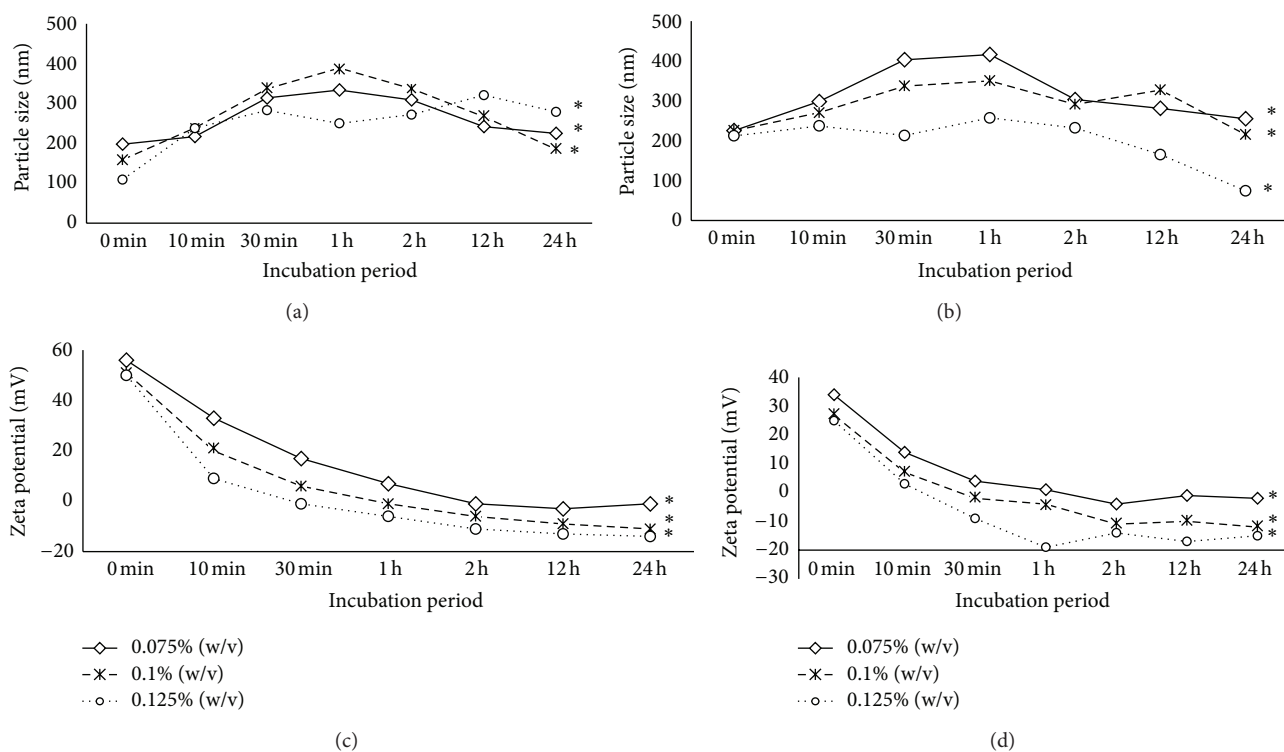 Particle size (nm)
500
400
300
200
100
0
*
*
*
0 min 10 min 30 min 1 h 2 h 12 h 24 h
Incubation period
(a)
Particle size (nm)
500
400
300
200
100
0
*
*
*
0 min 10 min 30 min 1 h 2 h 12 h 24 h
Incubation period
(b)
Zeta potential (mV)
60
40
20
0
−20
*
*
*
0 min 10 min 30 min 1 h 2 h 12 h 24 h
Incubation period
0.075% (w/v)
0.1% (w/v)
0.125% (w/v)
(c)
Zeta potential (mV)
40
30
20
10
0
−10
−20
−30
*
*
*
0 min 10 min 30 min 1 h 2 h 12 h 24 h
Incubation period
0.075% (w/v)
0.1% (w/v)
0.125% (w/v)
(d)